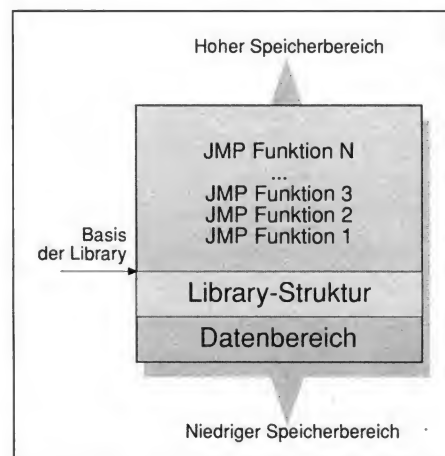 Hoher Speicherbereich
JMP Funktion N
...
JMP Funktion 3
JMP Funktion 2
JMP Funktion 1
Basis
der Library
Library-Struktur
Datenbereich
Niedriger Speicherbereich